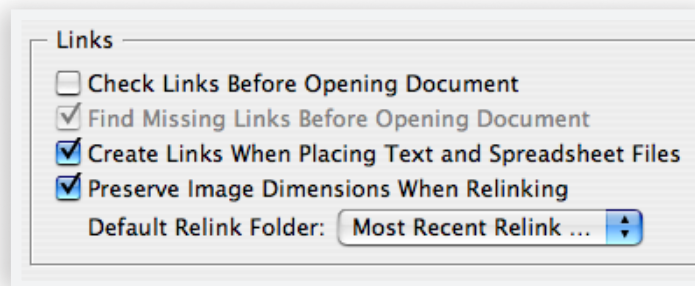 Links
Check Links Before Opening Document
Find Missing Links Before Opening Document
Create Links When Placing Text and Spreadsheet Files
Preserve Image Dimensions When Relinking
Default Relink Folder: Most Recent Relink ...